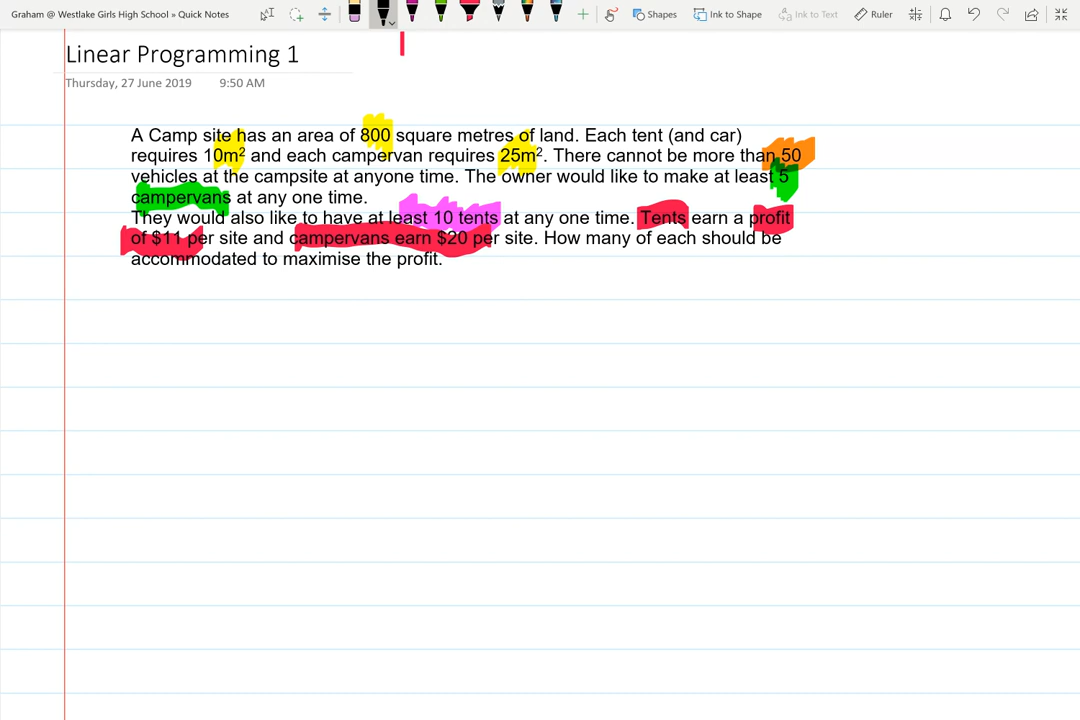 Graham @ Westlake Girls High School » Quick Notes Shapes Ink to Shape Ink to Text Ruler
Linear Programming 1
Thursday, 27 June 2019 9:50 AM
A Camp site has an area of 800 square metres of land. Each tent (and car)
requires 10m² and each campervan requires 25m². There cannot be more than 50
vehicles at the campsite at anyone time. The owner would like to make at least 5
campervans at any one time.
They would also like to have at least 10 tents at any one time. Tents earn a profit
of $11 per site and campervans earn $20 per site. How many of each should be
accommodated to maximise the profit.